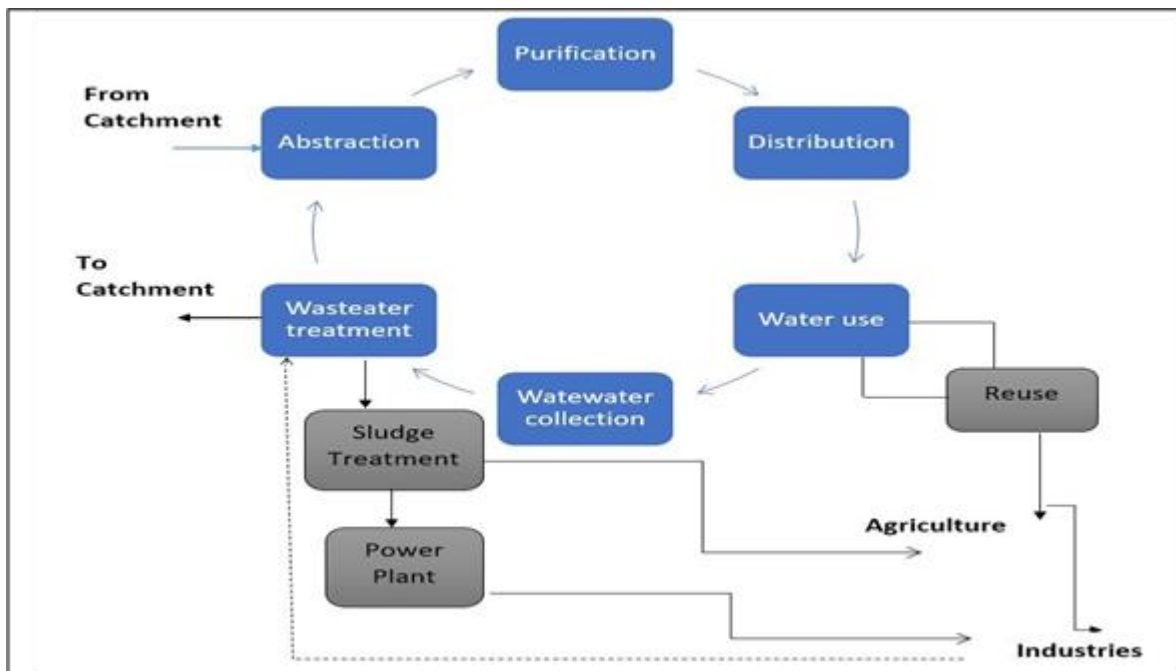 Purification
From
Catchment
Abstraction
Distribution
To
Catchment
Wasteater
treatment
Water use
Watewater
collection
Reuse
Sludge
Treatment
Agriculture
Power
Plant
Industries